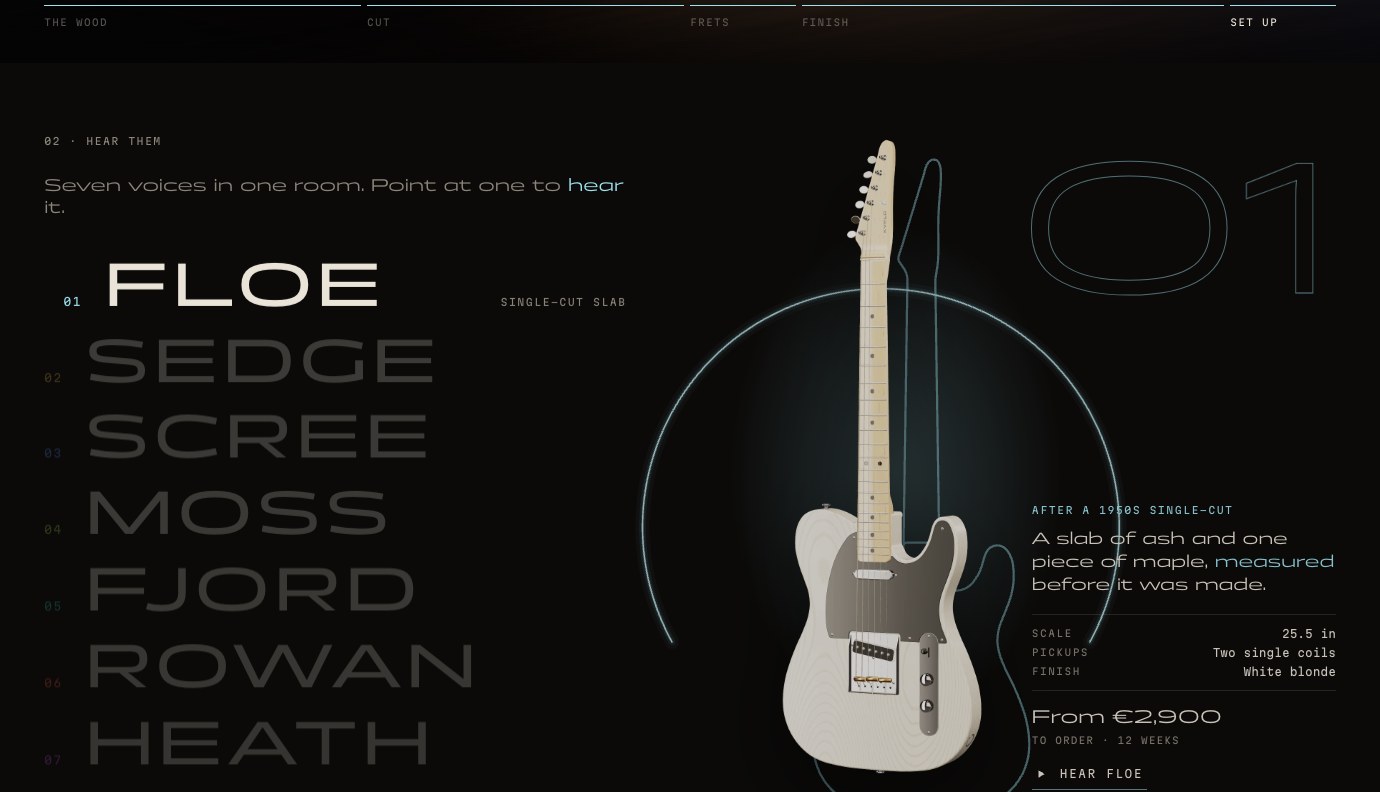 THE WOOD
CUT
FRETS
FINISH
SET UP
02 · HEAR THEM
Seven voices in one room. Point at one to hear
it.
01 FLOE SINGLE-CUT SLAB
02 SEDGE
03 SCREE
04 MOSS
05 FJORD
06 ROWAN
07 HEATH
01
AFTER A 1950S SINGLE-CUT
A slab of ash and one
piece of maple, measured
before it was made.
SCALE 25.5 in
PICKUPS Two single coils
FINISH White blonde
From €2,900
TO ORDER · 12 WEEKS
HEAR FLOE